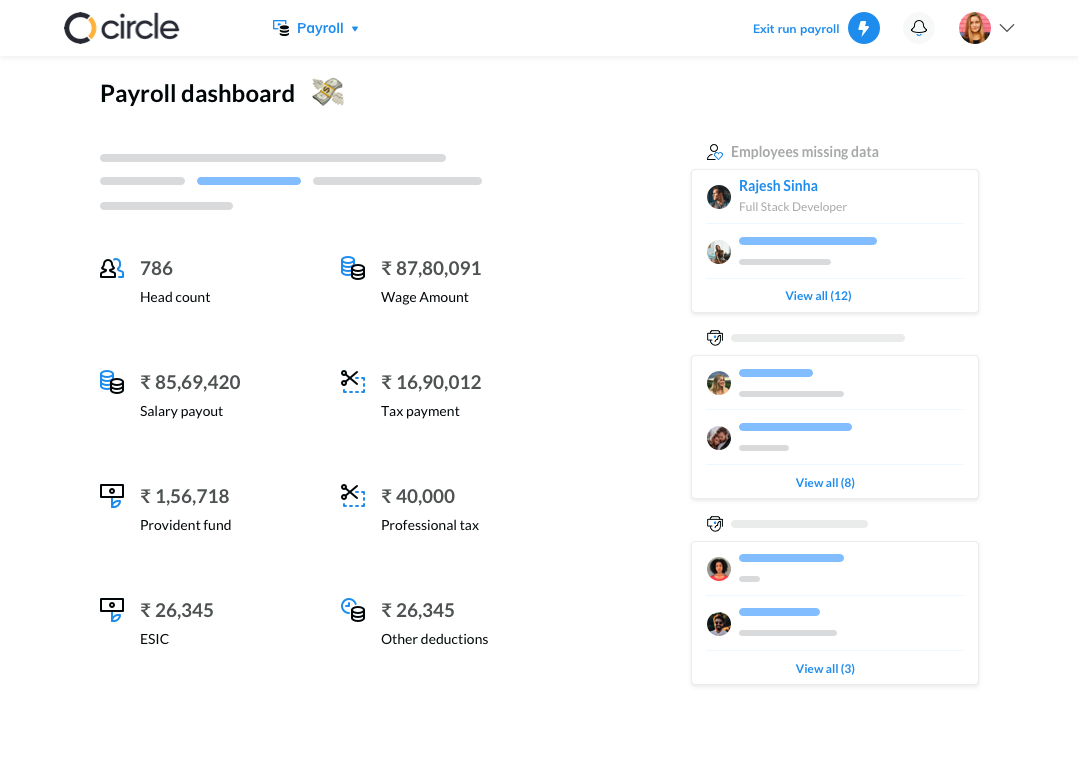 circle
Payroll
Exit run payroll
Payroll dashboard
786
Head count
₹ 87,80,091
Wage Amount
₹ 85,69,420
Salary payout
₹ 16,90,012
Tax payment
₹ 1,56,718
Provident fund
₹ 40,000
Professional tax
₹ 26,345
ESIC
₹ 26,345
Other deductions
Employees missing data
Rajesh Sinha
Full Stack Developer
View all (12)
View all (8)
View all (3)